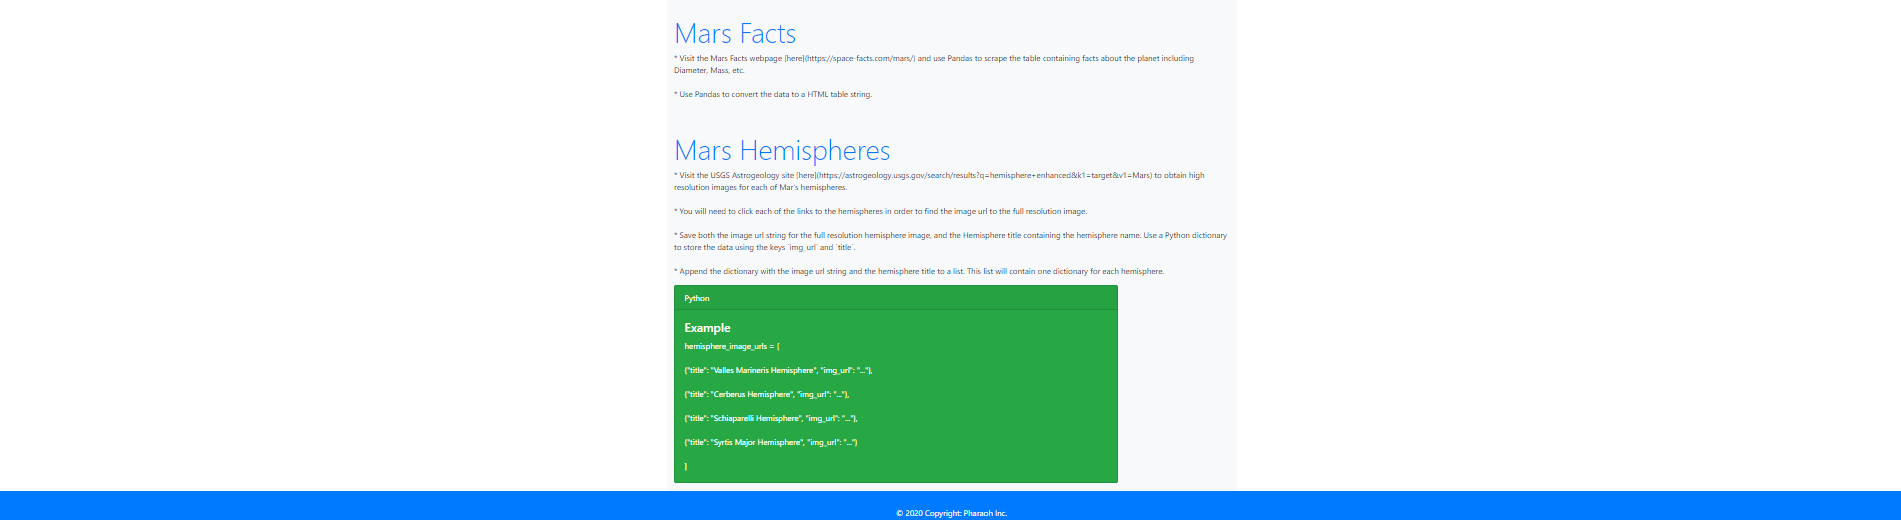 Mars Facts
* Visit the Mars Facts webpage [here](https://space-facts.com/mars/) and use Pandas to scrape the table containing facts about the planet including
Diameter, Mass, etc.
* Use Pandas to convert the data to a HTML table string.
Mars Hemispheres
* Visit the USGS Astrogeology site [here](https://astrogeology.usgs.gov/search/results?q=hemisphere+enhanced&k1=target&v1=Mars) to obtain high
resolution images for each of Mar's hemispheres.
* You will need to click each of the links to the hemispheres in order to find the image url to the full resolution image.
* Save both the image url string for the full resolution hemisphere image, and the Hemisphere title containing the hemisphere name. Use a Python dictionary
to store the data using the keys `img_url` and `title`.
* Append the dictionary with the image url string and the hemisphere title to a list. This list will contain one dictionary for each hemisphere.
Python
Example
hemisphere_image_urls = [
{"title": "Valles Marineris Hemisphere", "img_url": "..."},
{"title": "Cerberus Hemisphere", "img_url": "..."},
{"title": "Schiaparelli Hemisphere", "img_url": "..."},
{"title": "Syrtis Major Hemisphere", "img_url": "..."}
]
© 2020 Copyright: Pharaoh Inc.